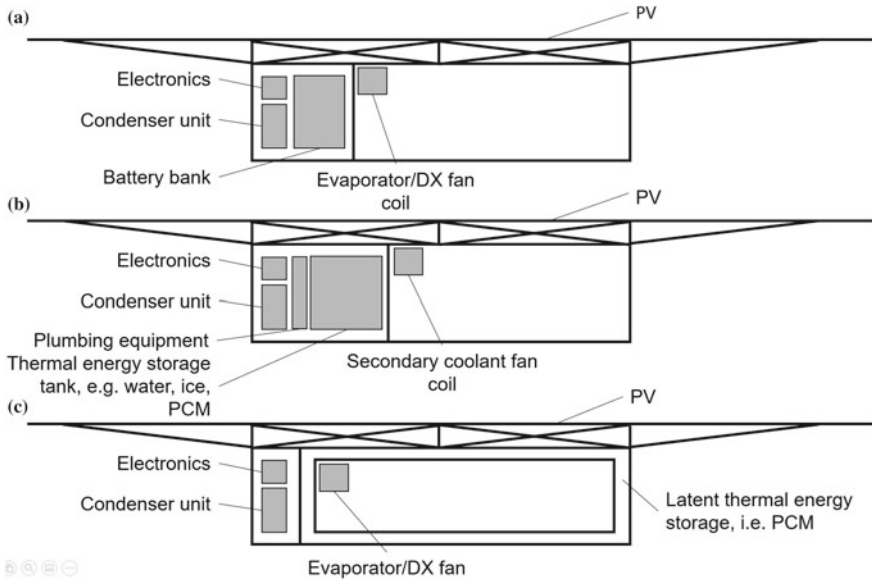 (a)
PV
Electronics
Condenser unit
Battery bank
Evaporator/DX fan
coil
(b)
PV
Electronics
Condenser unit
Plumbing equipment
Thermal energy storage
tank, e.g. water, ice,
PCM
Secondary coolant fan
coil
(c)
PV
Electronics
Condenser unit
Latent thermal energy
storage, i.e. PCM
Evaporator/DX fan